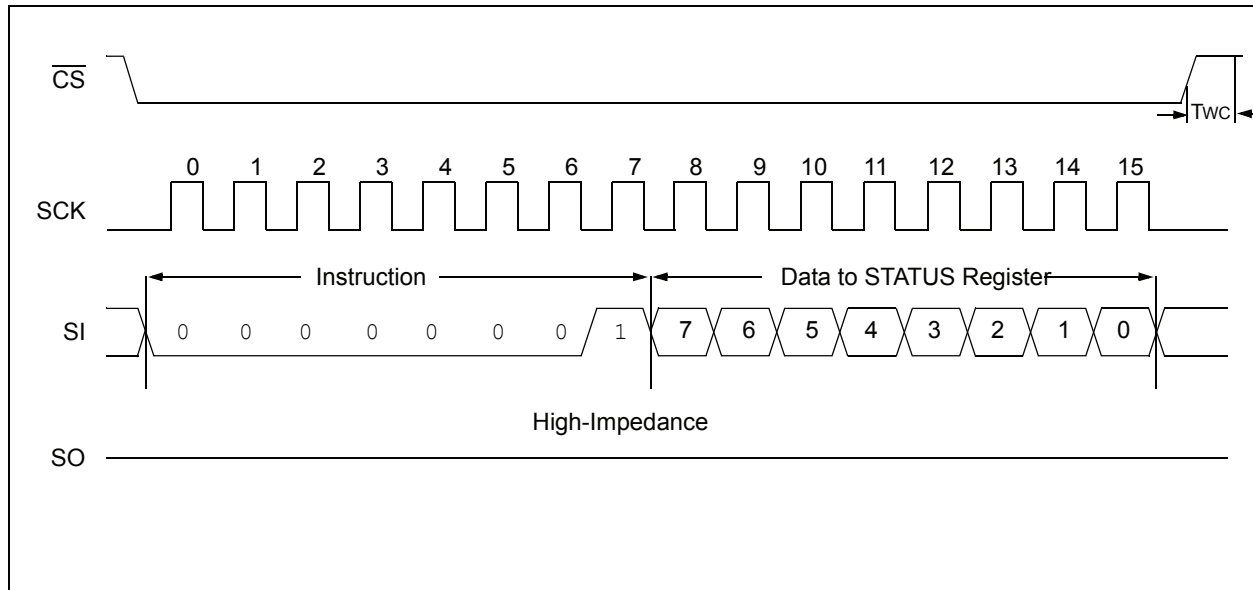 CS
TWC
0 1 2 3 4 5 6 7 8 9 10 11 12 13 14 15
SCK
Instruction Data to STATUS Register
SI 0 0 0 0 0 0 0 1 7 6 5 4 3 2 1 0
High-Impedance
SO